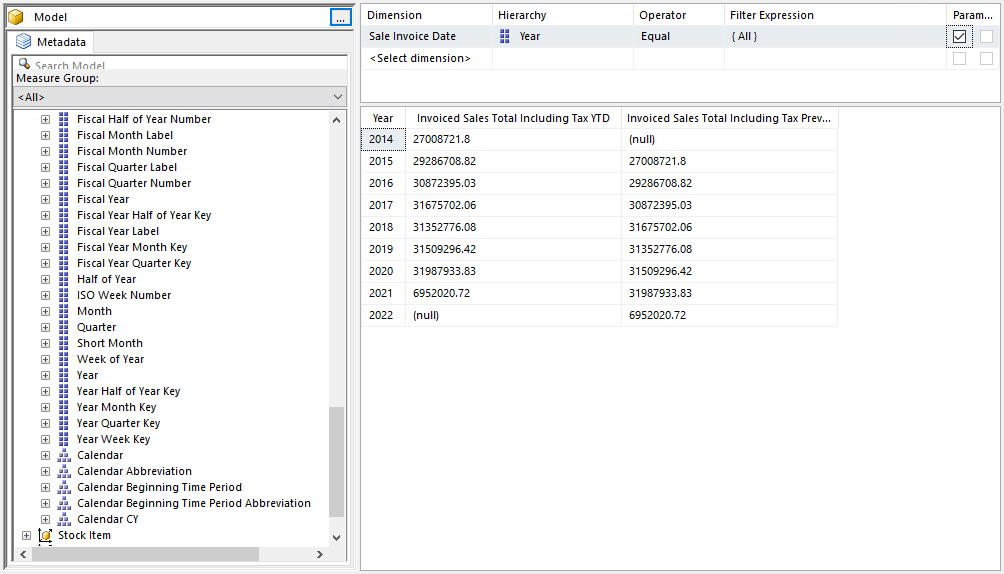 Model
...
Metadata
Search Model
Measure Group:
<All>
Fiscal Half of Year Number
Fiscal Month Label
Fiscal Month Number
Fiscal Quarter Label
Fiscal Quarter Number
Fiscal Year
Fiscal Year Half of Year Key
Fiscal Year Label
Fiscal Year Month Key
Fiscal Year Quarter Key
Half of Year
ISO Week Number
Month
Quarter
Short Month
Week of Year
Year
Year Half of Year Key
Year Month Key
Year Quarter Key
Year Week Key
Calendar
Calendar Abbreviation
Calendar Beginning Time Period
Calendar Beginning Time Period Abbreviation
Calendar CY
Stock Item
Dimension Hierarchy Operator Filter Expression Param...
Sale Invoice Date Year Equal { All }
<Select dimension>
Year Invoiced Sales Total Including Tax YTD Invoiced Sales Total Including Tax Prev...
2014 27008721.8 (null)
2015 29286708.82 27008721.8
2016 30872395.03 29286708.82
2017 31675702.06 30872395.03
2018 31352776.08 31675702.06
2019 31509296.42 31352776.08
2020 31987933.83 31509296.42
2021 6952020.72 31987933.83
2022 (null) 6952020.72